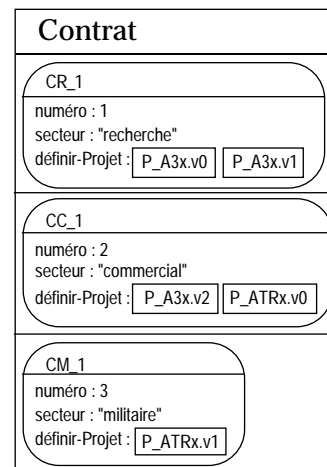 Contrat
CR_1
numéro : 1
secteur : "recherche"
définir-Projet : P_A3x.v0 P_A3x.v1
CC_1
numéro : 2
secteur : "commercial"
définir-Projet : P_A3x.v2 P_ATRx.v0
CM_1
numéro : 3
secteur : "militaire"
définir-Projet : P_ATRx.v1